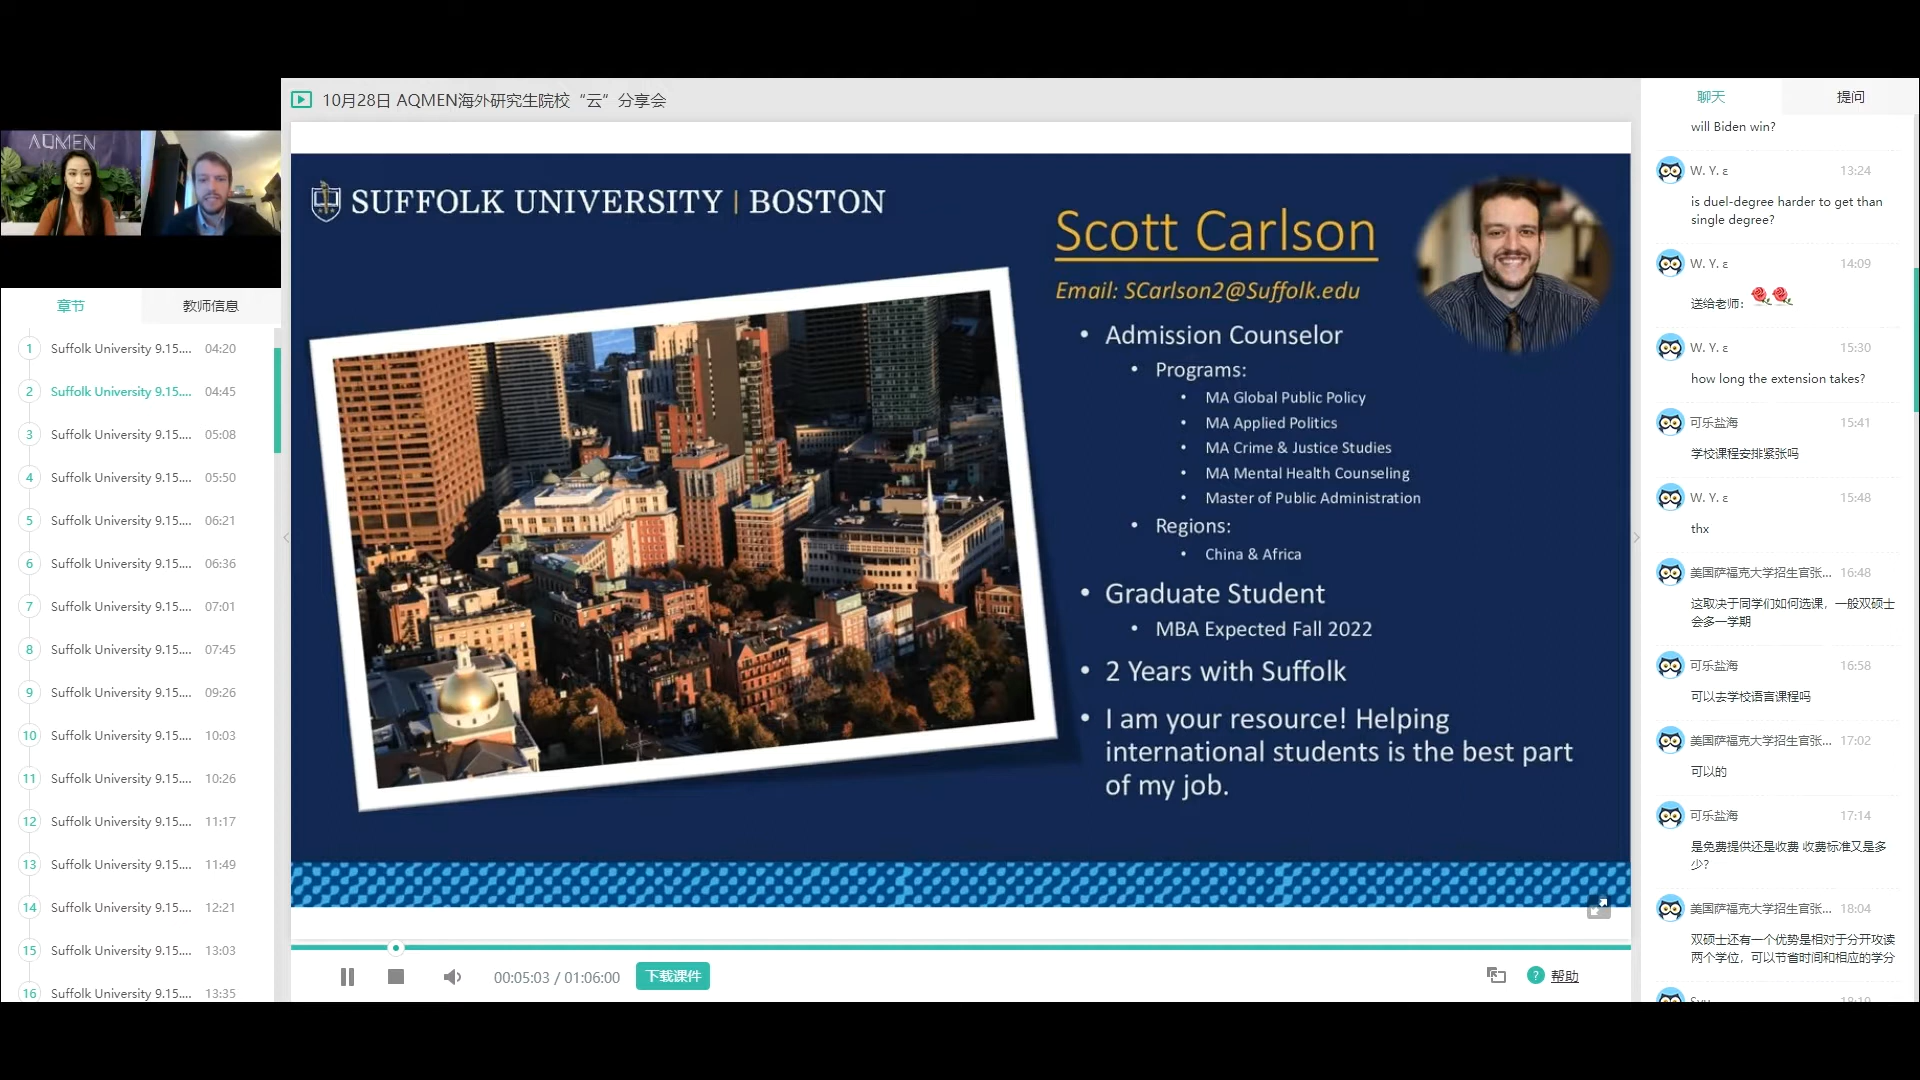 10月28日 AQMEN海外研究生院校“云”分享会
AQMEN
章节
教师信息
1 Suffolk University 9.15.... 04:20
2 Suffolk University 9.15.... 04:45
3 Suffolk University 9.15.... 05:08
4 Suffolk University 9.15.... 05:50
5 Suffolk University 9.15.... 06:21
6 Suffolk University 9.15.... 06:36
7 Suffolk University 9.15.... 07:01
8 Suffolk University 9.15.... 07:45
9 Suffolk University 9.15.... 09:26
10 Suffolk University 9.15.... 10:03
11 Suffolk University 9.15.... 10:26
12 Suffolk University 9.15.... 11:17
13 Suffolk University 9.15.... 11:49
14 Suffolk University 9.15.... 12:21
15 Suffolk University 9.15.... 13:03
16 Suffolk University 9.15.... 13:35
SUFFOLK UNIVERSITY | BOSTON
Scott Carlson
Email: SCarlson2@Suffolk.edu
• Admission Counselor
• Programs:
• MA Global Public Policy
• MA Applied Politics
• MA Crime & Justice Studies
• MA Mental Health Counseling
• Master of Public Administration
• Regions:
• China & Africa
• Graduate Student
• MBA Expected Fall 2022
• 2 Years with Suffolk
• I am your resource! Helping
international students is the best part
of my job.
00:05:03 / 01:06:00
下载课件
? 帮助
聊天
提问
will Biden win?
W. Y. ε 13:24
is duel-degree harder to get than
single degree?
W. Y. ε 14:09
送给老师：
W. Y. ε 15:30
how long the extension takes?
可乐盐海 15:41
学校课程安排紧张吗
W. Y. ε 15:48
thx
美国萨福克大学招生官张... 16:48
这取决于同学们如何选课，一般双硕士
会多一学期
可乐盐海 16:58
可以去学校语言课程吗
美国萨福克大学招生官张... 17:02
可以的
可乐盐海 17:14
是免费提供还是收费 收费标准又是多
少?
美国萨福克大学招生官张... 18:04
双硕士还有一个优势是相对于分开攻读
两个学位，可以节省时间和相应的学分